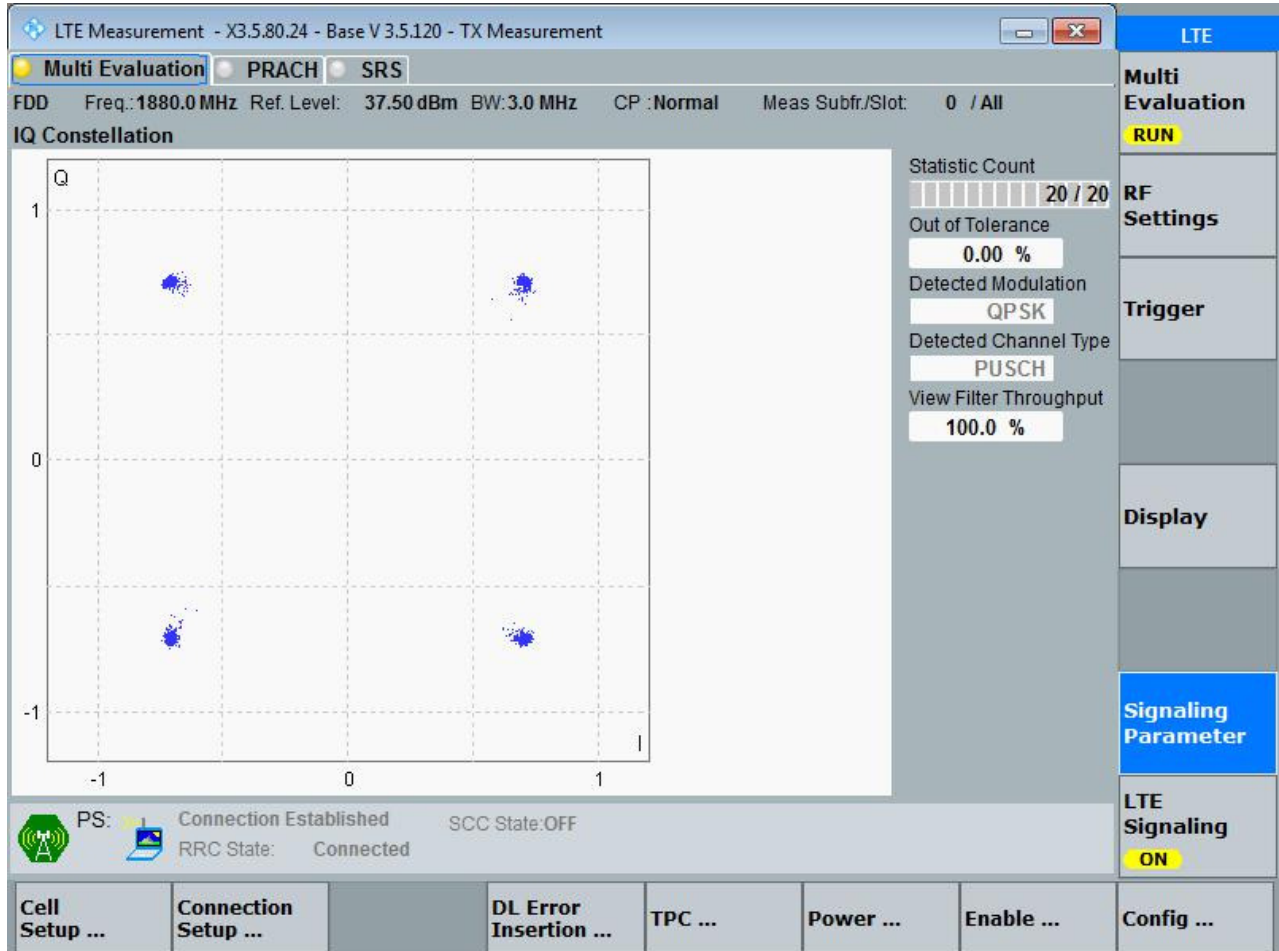 LTE Measurement - X3.5.80.24 - Base V 3.5.120 - TX Measurement
LTE
Multi Evaluation PRACH SRS
FDD Freq.:1880.0 MHz Ref. Level: 37.50 dBm BW:3.0 MHz CP :Normal Meas Subfr./Slot: 0 / All
IQ Constellation
Q
1
0
-1
I
-1 0 1
Statistic Count
20 / 20
Out of Tolerance
0.00 %
Detected Modulation
QPSK
Detected Channel Type
PUSCH
View Filter Throughput
100.0 %
Multi
Evaluation
RUN
RF
Settings
Trigger
Display
Signaling
Parameter
LTE
Signaling
ON
PS: Connection Established SCC State:OFF
RRC State: Connected
Cell
Setup ...
Connection
Setup ...
DL Error
Insertion ...
TPC ...
Power ...
Enable ...
Config ...